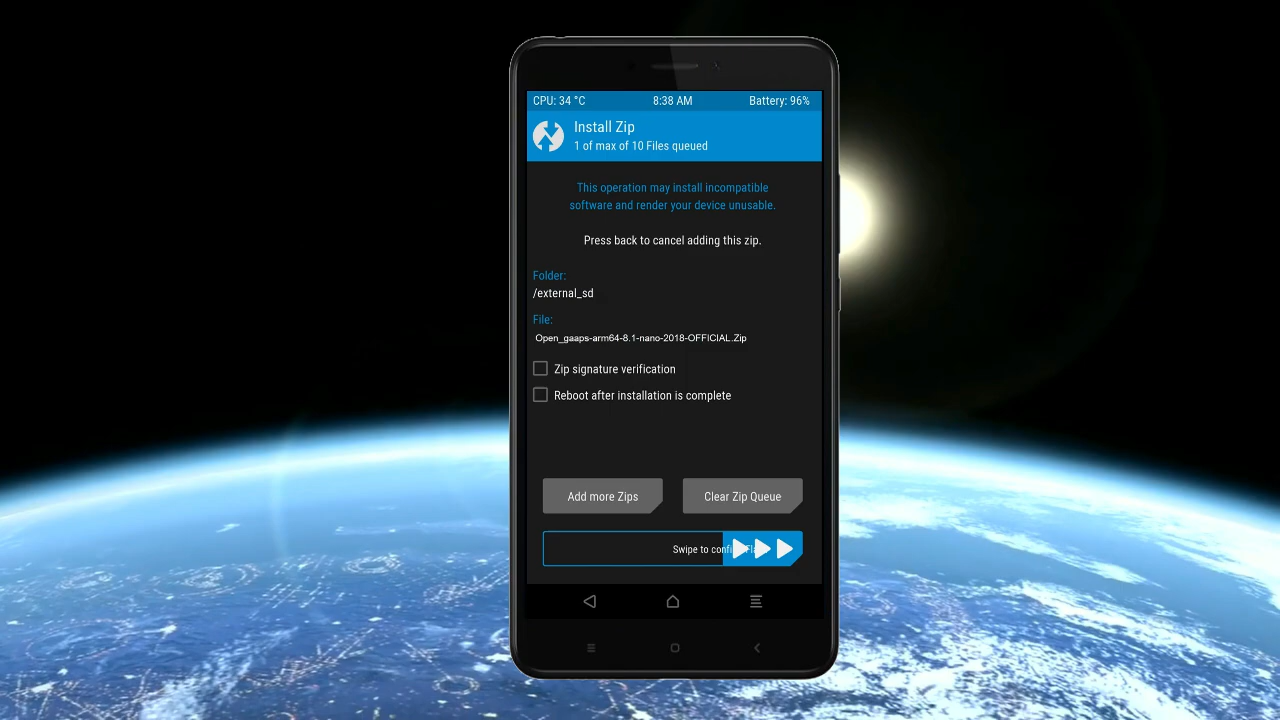 CPU: 34 °C 8:38 AM Battery: 96%
Install Zip
1 of max of 10 Files queued
This operation may install incompatible
software and render your device unusable.
Press back to cancel adding this zip.
Folder:
/external_sd
File:
Open_gaaps-arm64-8.1-nano-2018-OFFICIAL.Zip
Zip signature verification
Reboot after installation is complete
Add more Zips Clear Zip Queue
Swipe to